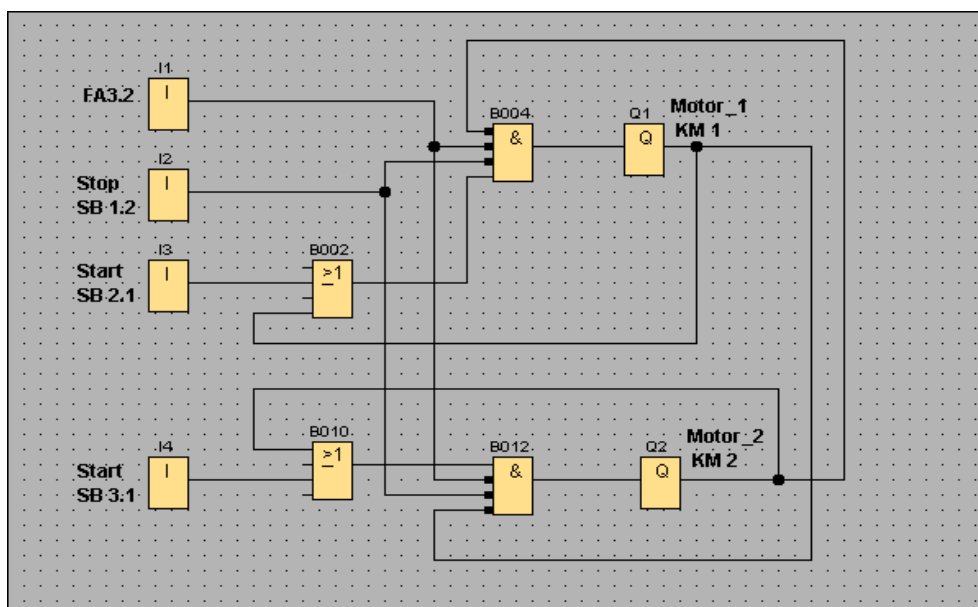 I1
I
FA3.2
I2
I
Stop
SB 1.2
I3
I
Start
SB 2.1
B002
≥1
B004
&
Q1
Q
Motor_1
KM 1
I4
I
Start
SB 3.1
B010
≥1
B012
&
Q2
Q
Motor_2
KM 2